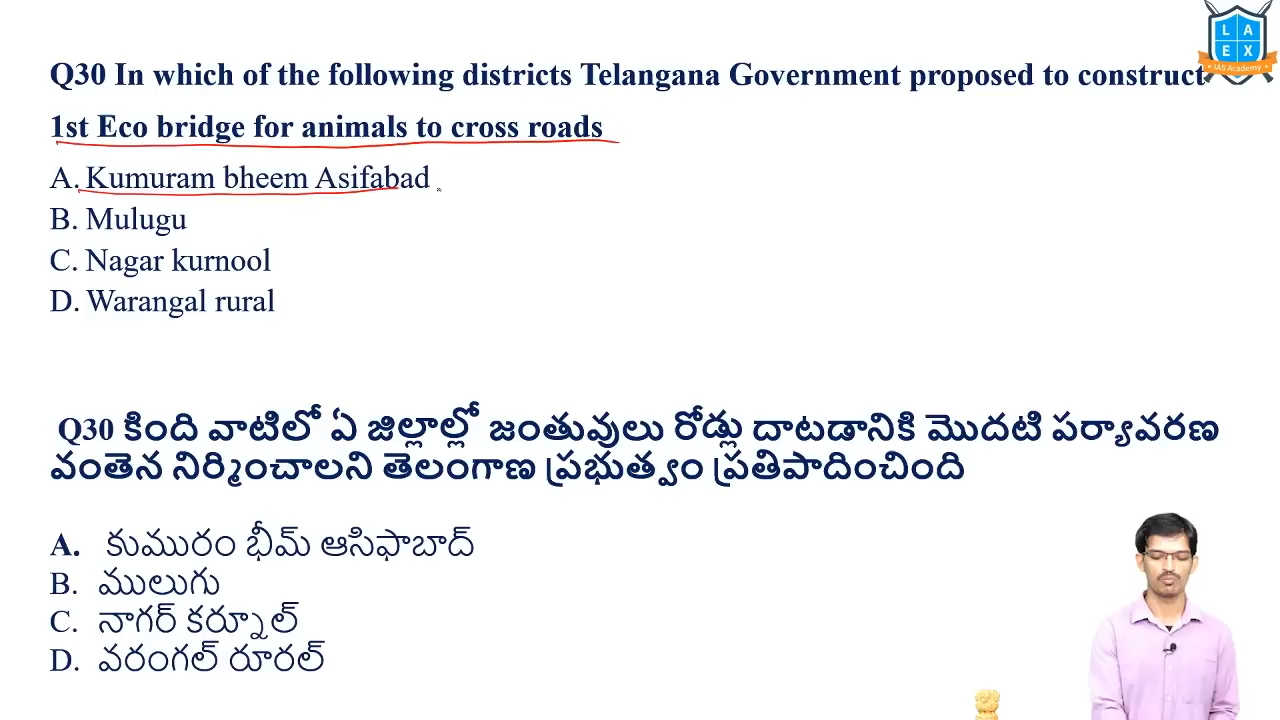 L A
E X
IAS Academy
Q30 In which of the following districts Telangana Government proposed to construct
1st Eco bridge for animals to cross roads
A. Kumuram bheem Asifabad
B. Mulugu
C. Nagar kurnool
D. Warangal rural
Q30 కింది వాటిలో ఏ జిల్లాల్లో జంతువులు రోడ్లు దాటడానికి మొదటి పర్యావరణ
వంతెన నిర్మించాలని తెలంగాణ ప్రభుత్వం ప్రతిపాదించింది
A. కుమురం భీమ్ ఆసిఫాబాద్
B. ములుగు
C. నాగర్ కర్నూల్
D. వరంగల్ రూరల్